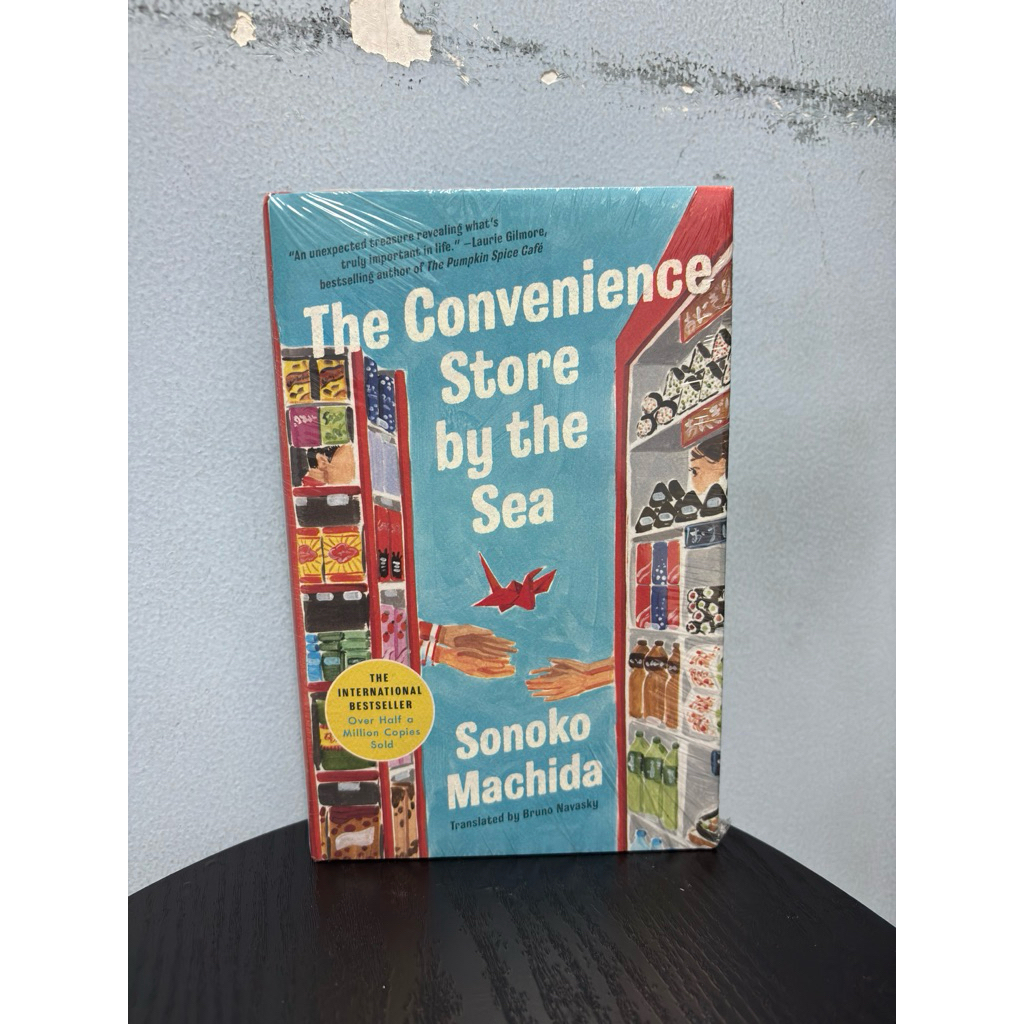 "An unexpected treasure revealing what's
truly important in life." —Laurie Gilmore,
bestselling author of The Pumpkin Spice Café
The Convenience
Store
by the
Sea
THE
INTERNATIONAL
BESTSELLER
Over Half a
Million Copies
Sold
Sonoko
Machida
Translated by Bruno Navasky